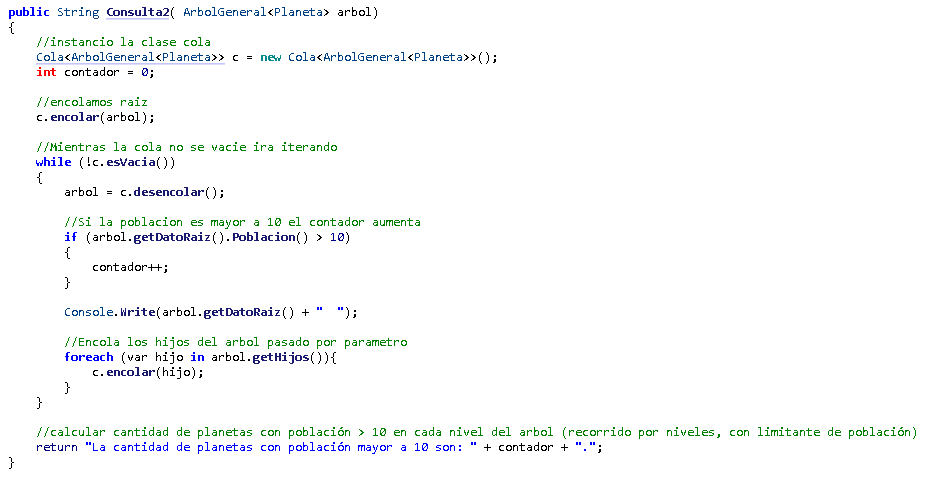 public String Consulta2( ArbolGeneral<Planeta> arbol)
{
//instancio la clase cola
Cola<ArbolGeneral<Planeta>> c = new Cola<ArbolGeneral<Planeta>>();
int contador = 0;
//encolamos raiz
c.encolar(arbol);
//Mientras la cola no se vacie ira iterando
while (!c.esVacia())
{
arbol = c.desencolar();
//Si la poblacion es mayor a 10 el contador aumenta
if (arbol.getDatoRaiz().Poblacion() > 10)
{
contador++;
}
Console.Write(arbol.getDatoRaiz() + "  ");
//Encola los hijos del arbol pasado por parametro
foreach (var hijo in arbol.getHijos()){
c.encolar(hijo);
}
}
//calcular cantidad de planetas con población > 10 en cada nivel del arbol (recorrido por niveles, con limitante de población)
return "La cantidad de planetas con población mayor a 10 son: " + contador + ".";
}